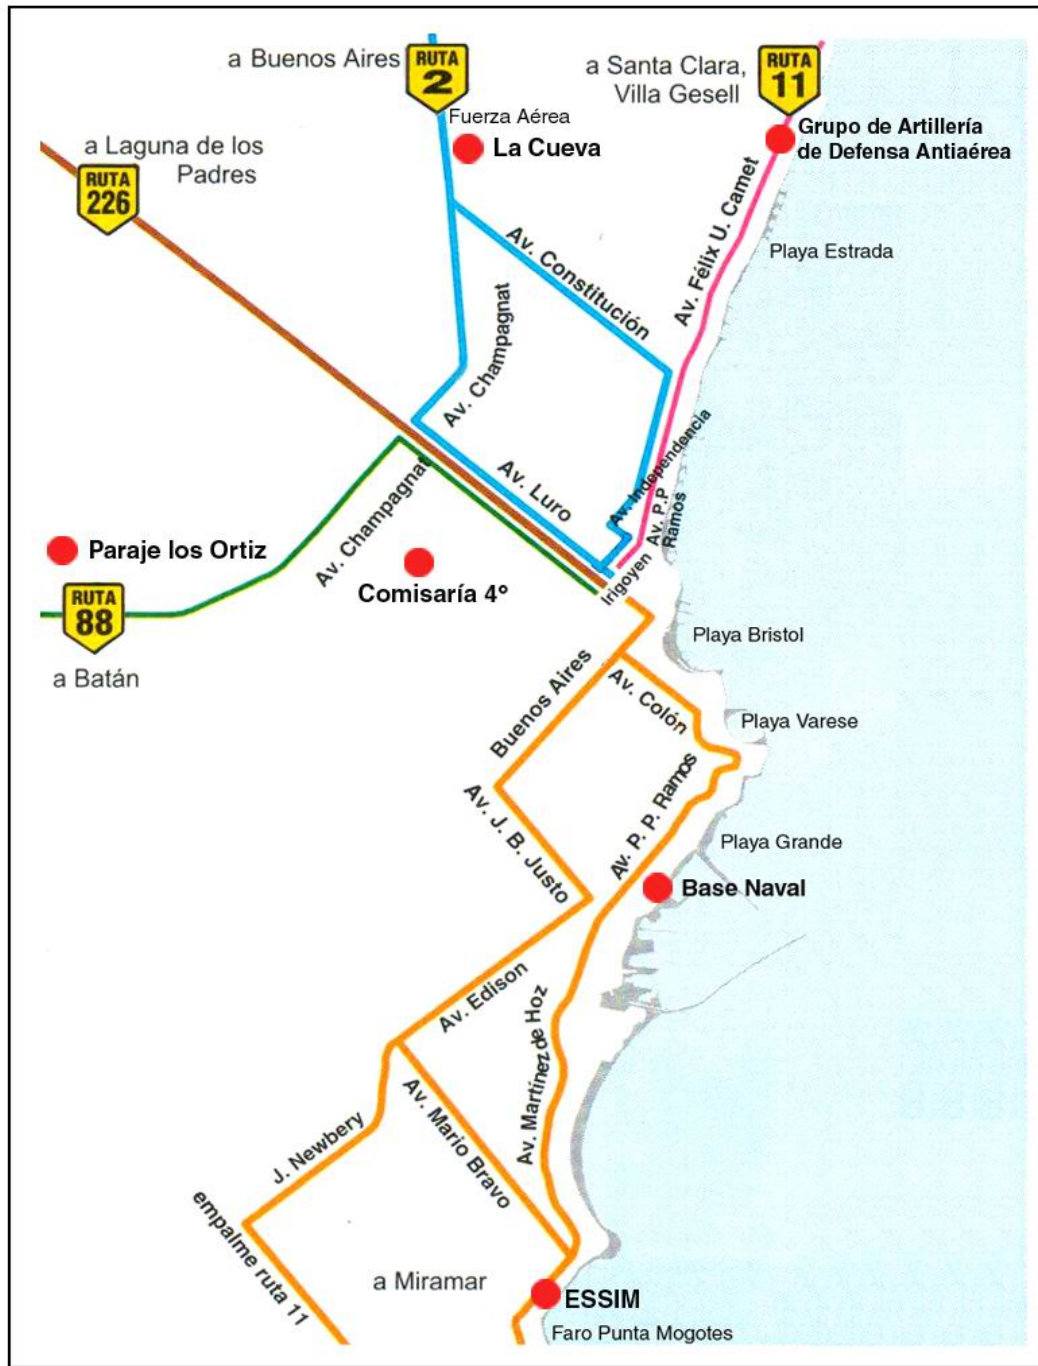 a Buenos Aires
RUTA
2
a Santa Clara,
Villa Gesell
RUTA
11
Fuerza Aérea
La Cueva
Grupo de Artillería
de Defensa Antiaérea
a Laguna de los
Padres
RUTA
226
Av. Constitución
Av. Félix U. Camet
Playa Estrada
Av. Champagnat
Av. Luro
Av. Independencia
Av. P.P
Ramos
Av. Champagnat
Paraje los Ortiz
RUTA
88
a Batán
Comisaría 4º
Irigoyen
Playa Bristol
Buenos Aires
Av. Colón
Playa Varese
Av. J. B. Justo
Av. P. P. Ramos
Playa Grande
Base Naval
Av. Edison
Av. Martínez de Hoz
Av. Mario Bravo
J. Newbery
empalme ruta 11
a Miramar
ESSIM
Faro Punta Mogotes